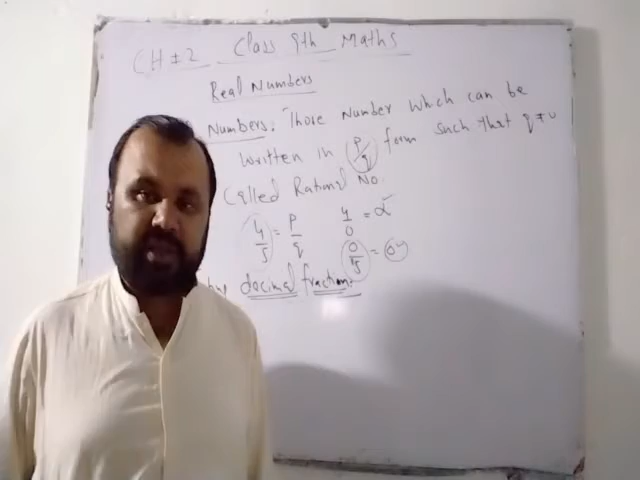 CH # 2 Class 9th Maths
Real Numbers
Numbers: Those Number which can be
written in p/q form such that q ≠ 0
Called Rational No.
4/5 = p/q 4/0 = α
0/5 = 0
decimal fraction: